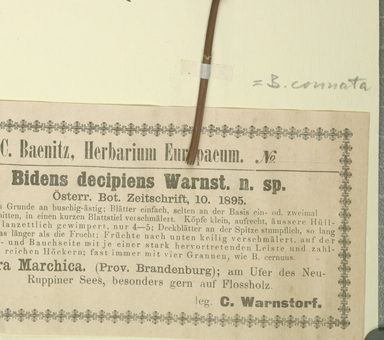 = B. connata
C. Baenitz, Herbarium Europaeum. №
Bidens decipiens Warnst. n. sp.
Österr. Bot. Zeitschrift, 10. 1895.
Grunde an buschig-ästig; Blätter einfach, selten an der Basis ein- od. zweimal
in einen kurzen Blattstiel verschmälert. Köpfe klein, aufrecht, äussere Hüll-
lanzettlich gewimpert, nur 4—5; Deckblätter an der Spitze stumpflich, so lang
als länger als die Frucht; Früchte nach unten keilig verschmälert, auf der
- und Bauchseite mit je einer stark hervortretenden Leiste und zahl-
reichen Höckern; fast immer mit vier Grannen, wie B. cernuus.
Marchica. (Prov. Brandenburg); am Ufer des Neu-
Ruppiner Sees, besonders gern auf Flossholz.
leg. C. Warnstorf.